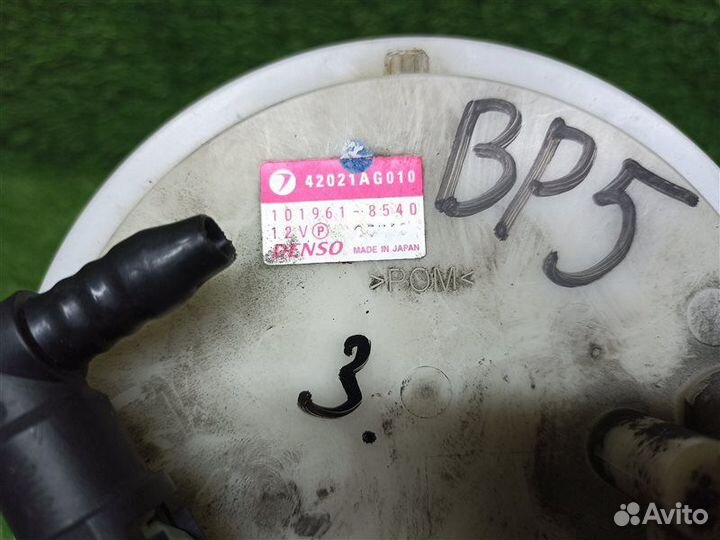 BP5
42021AG010
101961-8540
12V P
DENSO MADE IN JAPAN
>POM<
3.
Avito